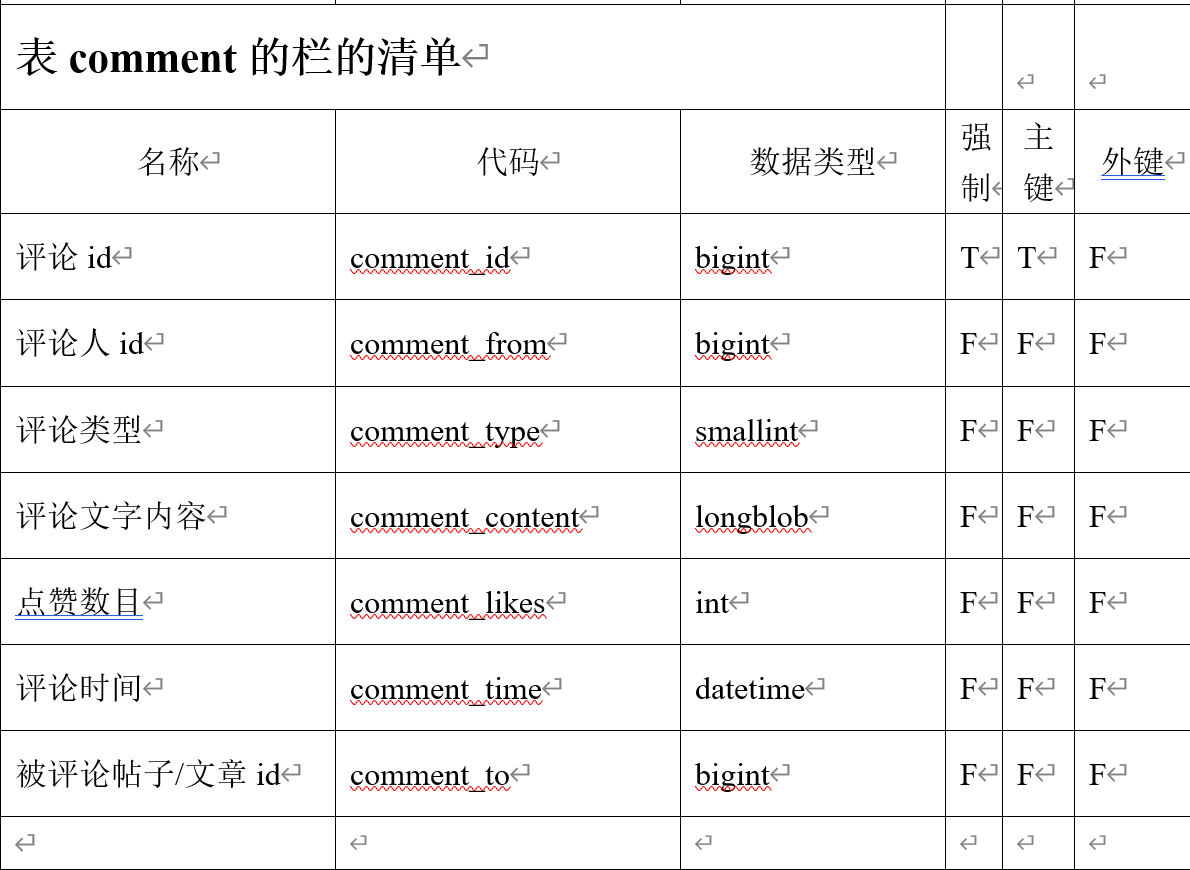 表 comment 的栏的清单
名称 代码 数据类型 强制 主键 外键
评论 id comment_id bigint T T F
评论人 id comment_from bigint F F F
评论类型 comment_type smallint F F F
评论文字内容 comment_content longblob F F F
点赞数目 comment_likes int F F F
评论时间 comment_time datetime F F F
被评论帖子/文章 id comment_to bigint F F F